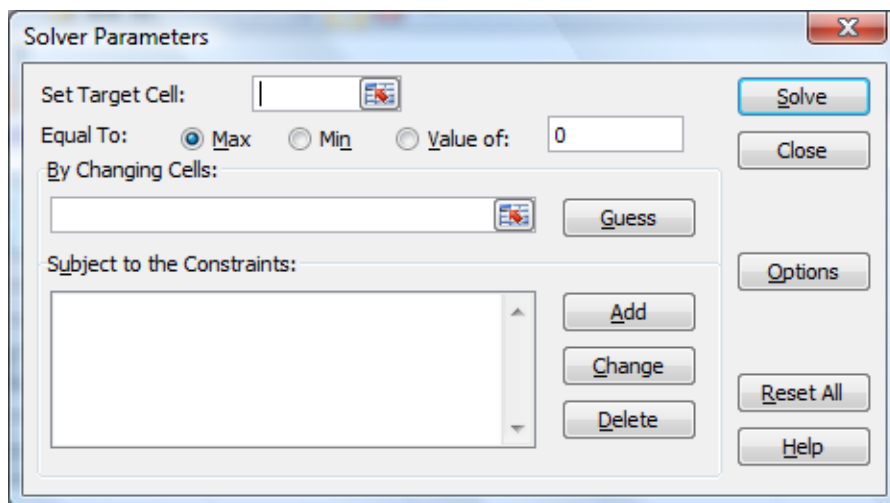 Solver Parameters
Set Target Cell:
Solve
Equal To: Max Min Value of: 0
Close
By Changing Cells:
Guess
Subject to the Constraints:
Options
Add
Change
Reset All
Delete
Help